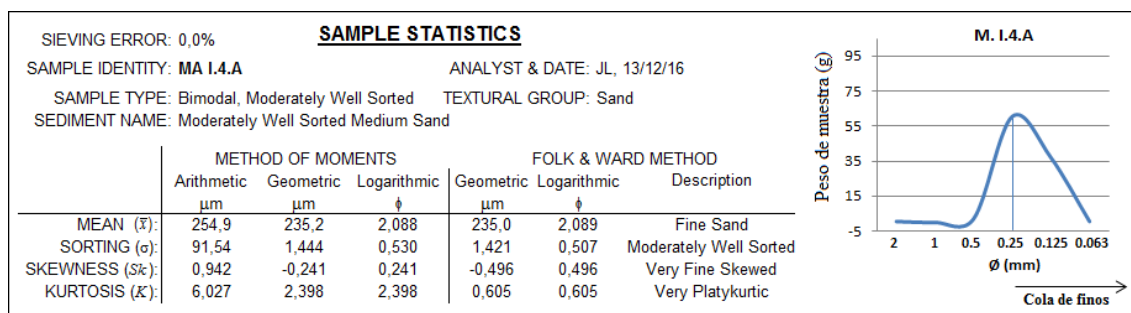 SAMPLE STATISTICS
SIEVING ERROR: 0,0%
SAMPLE IDENTITY: MA I.4.A ANALYST & DATE: JL, 13/12/16
SAMPLE TYPE: Bimodal, Moderately Well Sorted TEXTURAL GROUP: Sand
SEDIMENT NAME: Moderately Well Sorted Medium Sand
METHOD OF MOMENTS FOLK & WARD METHOD
Arithmetic Geometric Logarithmic Geometric Logarithmic Description
μm μm ϕ μm ϕ
MEAN (x̄): 254,9 235,2 2,088 235,0 2,089 Fine Sand
SORTING (σ): 91,54 1,444 0,530 1,421 0,507 Moderately Well Sorted
SKEWNESS (Sk): 0,942 -0,241 0,241 -0,496 0,496 Very Fine Skewed
KURTOSIS (K): 6,027 2,398 2,398 0,605 0,605 Very Platykurtic
M. I.4.A
Peso de muestra (g)
95
75
55
35
15
-5
2 1 0.5 0.25 0.125 0.063
Ø (mm)
Cola de finos